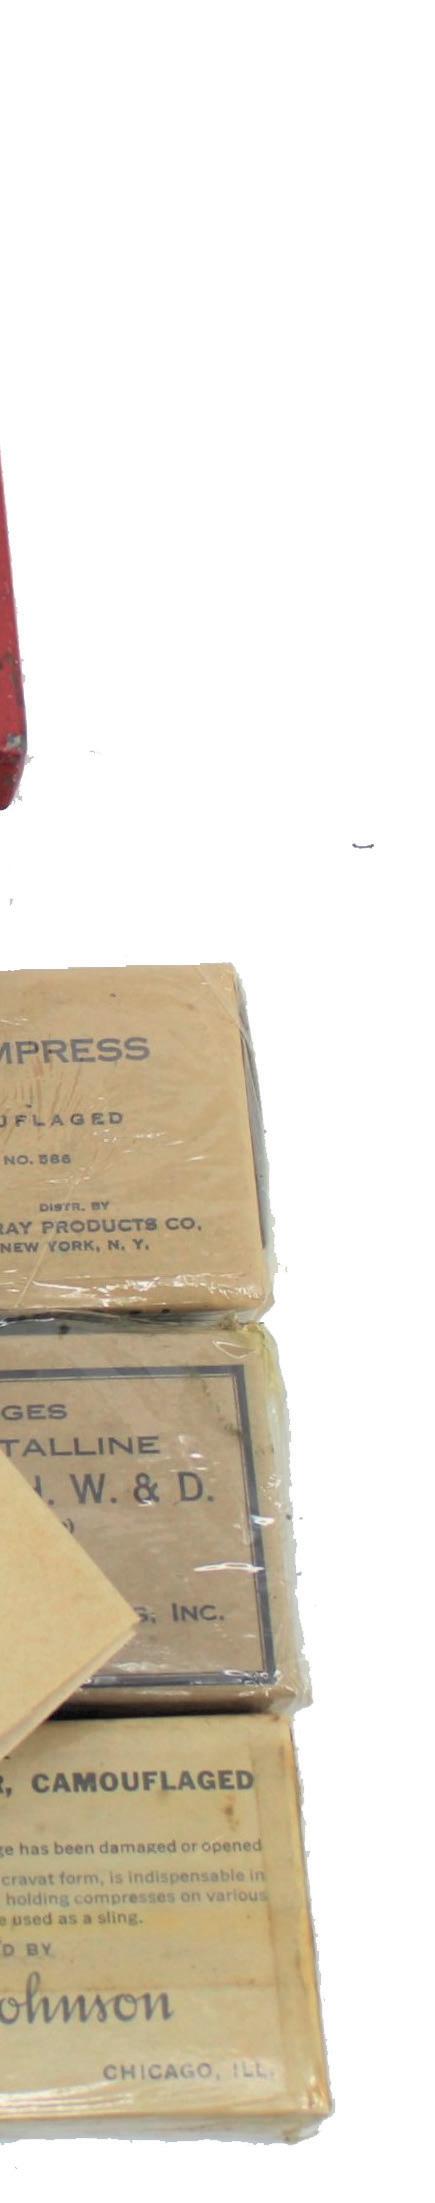 MPRESS
UFLAGED
NO. 586
DISTR. BY
RAY PRODUCTS CO.
NEW YORK, N. Y.
GES
TALLINE
H. W. & D.
S, INC.
R, CAMOUFLAGED
ge has been damaged or opened
cravat form, is indispensable in
holding compresses on various
e used as a sling.
D BY
ohnson
CHICAGO, ILL.